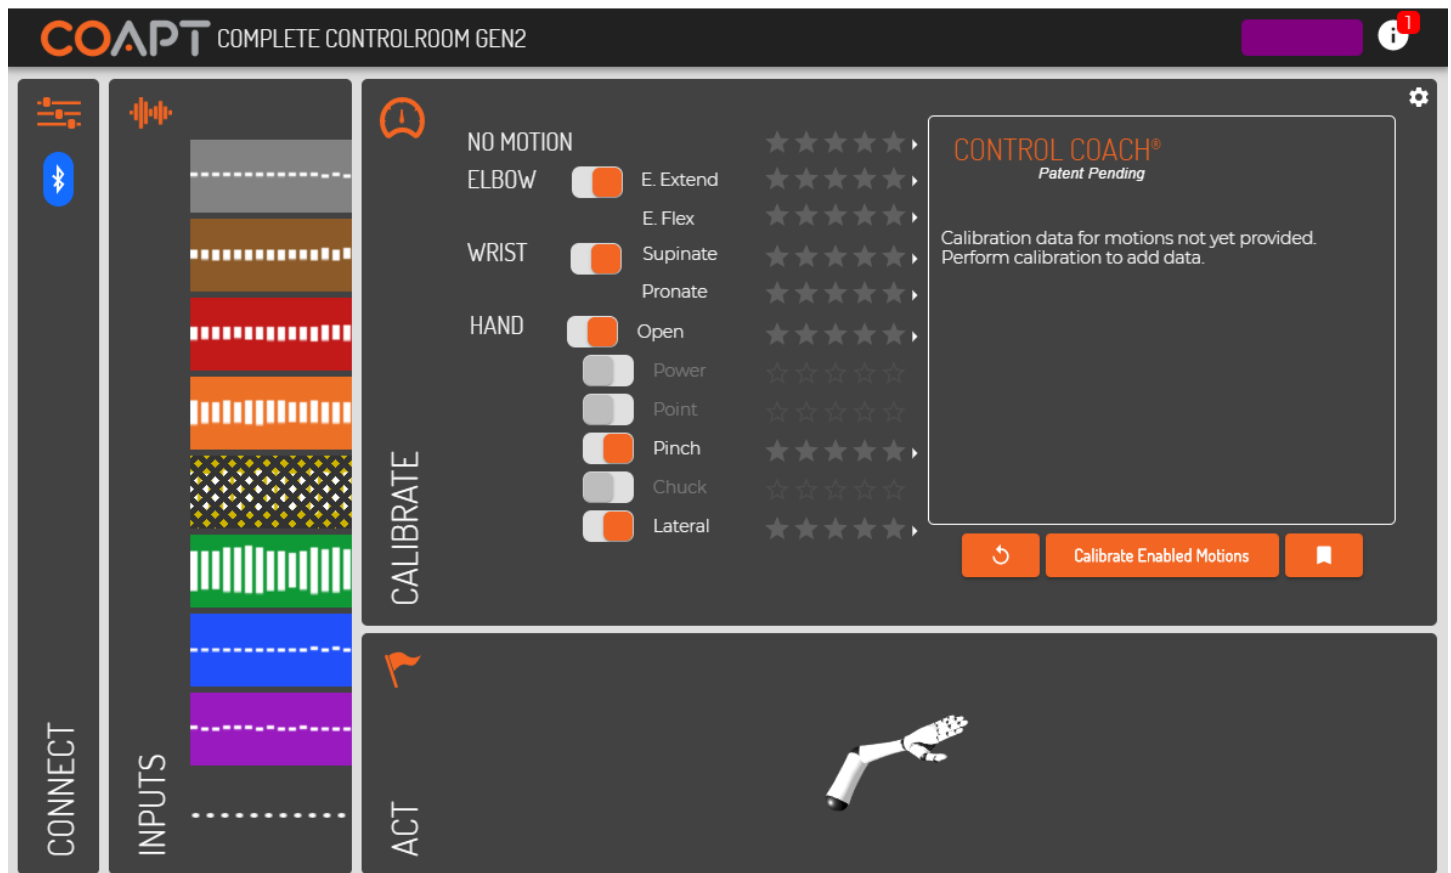 COAPT COMPLETE CONTROLROOM GEN2
1
CONNECT
INPUTS
CALIBRATE
NO MOTION
ELBOW E. Extend
E. Flex
WRIST Supinate
Pronate
HAND Open
Power
Point
Pinch
Chuck
Lateral
CONTROL COACH®
Patent Pending
Calibration data for motions not yet provided.
Perform calibration to add data.
Calibrate Enabled Motions
ACT